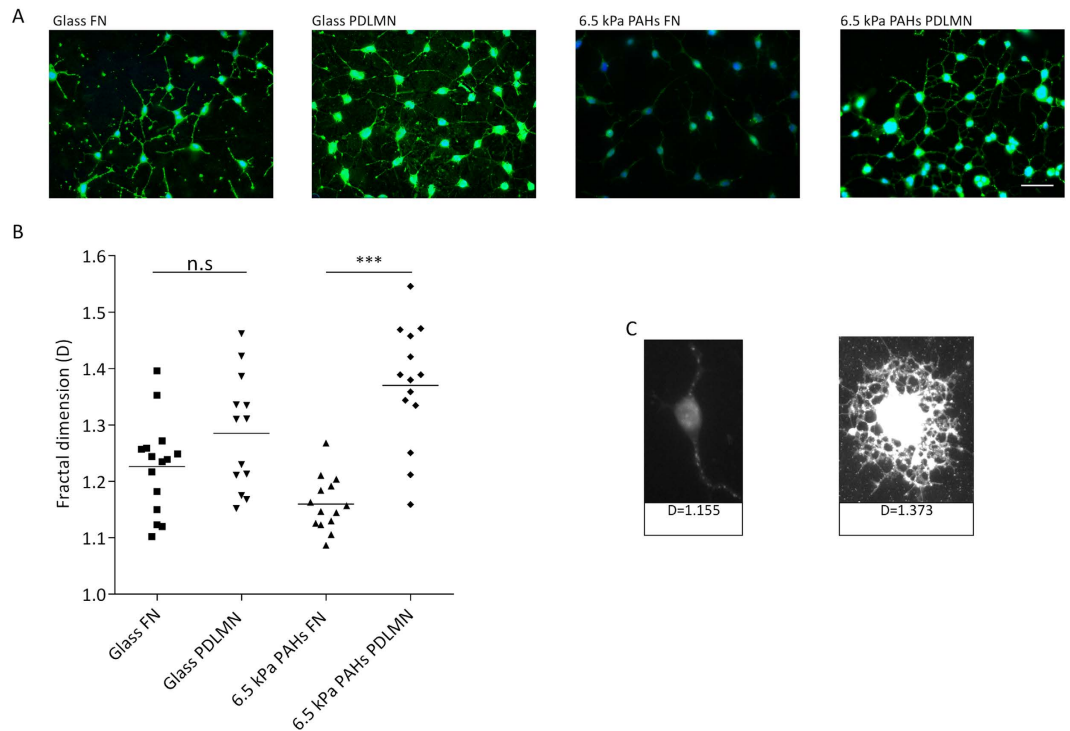 A
Glass FN
Glass PDLMN
6.5 kPa PAHs FN
6.5 kPa PAHs PDLMN
B
1.6
1.5
1.4
1.3
1.2
1.1
1.0
Fractal dimension (D)
n.s
***
Glass FN
Glass PDLMN
6.5 kPa PAHs FN
6.5 kPa PAHs PDLMN
C
D=1.155
D=1.373